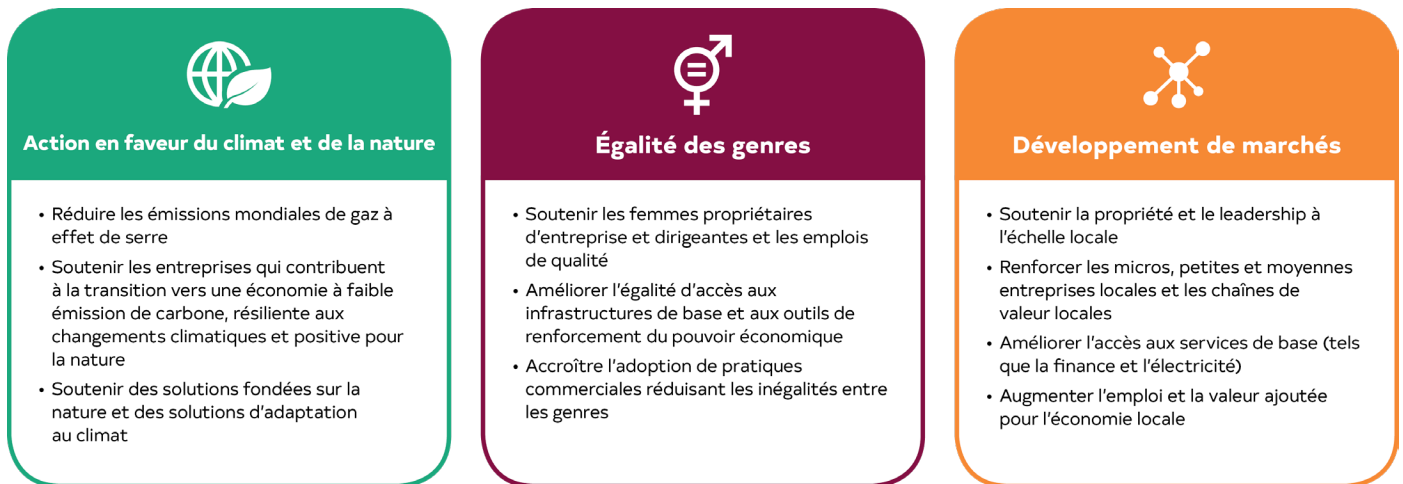 Action en faveur du climat et de la nature
• Réduire les émissions mondiales de gaz à
effet de serre
• Soutenir les entreprises qui contribuent
à la transition vers une économie à faible
émission de carbone, résiliente aux
changements climatiques et positive pour
la nature
• Soutenir des solutions fondées sur la
nature et des solutions d’adaptation
au climat
Égalité des genres
• Soutenir les femmes propriétaires
d’entreprise et dirigeantes et les emplois
de qualité
• Améliorer l’égalité d’accès aux
infrastructures de base et aux outils de
renforcement du pouvoir économique
• Accroître l’adoption de pratiques
commerciales réduisant les inégalités entre
les genres
Développement de marchés
• Soutenir la propriété et le leadership à
l’échelle locale
• Renforcer les micros, petites et moyennes
entreprises locales et les chaînes de
valeur locales
• Améliorer l’accès aux services de base (tels
que la finance et l’électricité)
• Augmenter l’emploi et la valeur ajoutée
pour l’économie locale